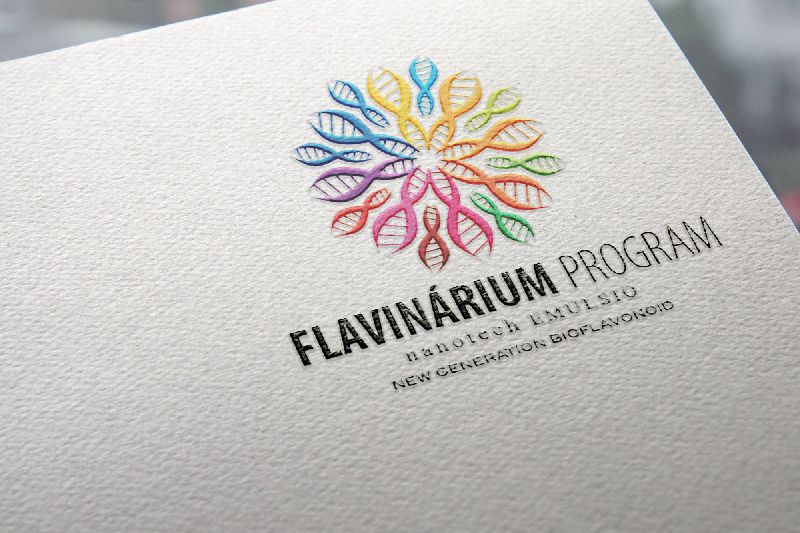 FLAVINÁRIUM PROGRAM
nanotech EMULSIO
NEW GENERATION BIOFLAVONOID